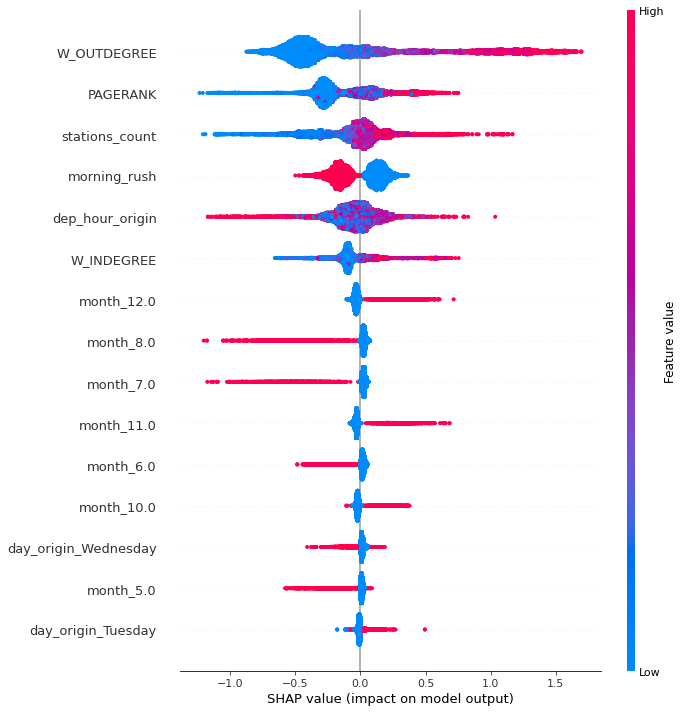 High
W_OUTDEGREE
PAGERANK
stations_count
morning_rush
dep_hour_origin
W_INDEGREE
month_12.0
month_8.0
month_7.0
month_11.0
month_6.0
month_10.0
day_origin_Wednesday
month_5.0
day_origin_Tuesday
Feature value
Low
−1.0 −0.5 0.0 0.5 1.0 1.5
SHAP value (impact on model output)